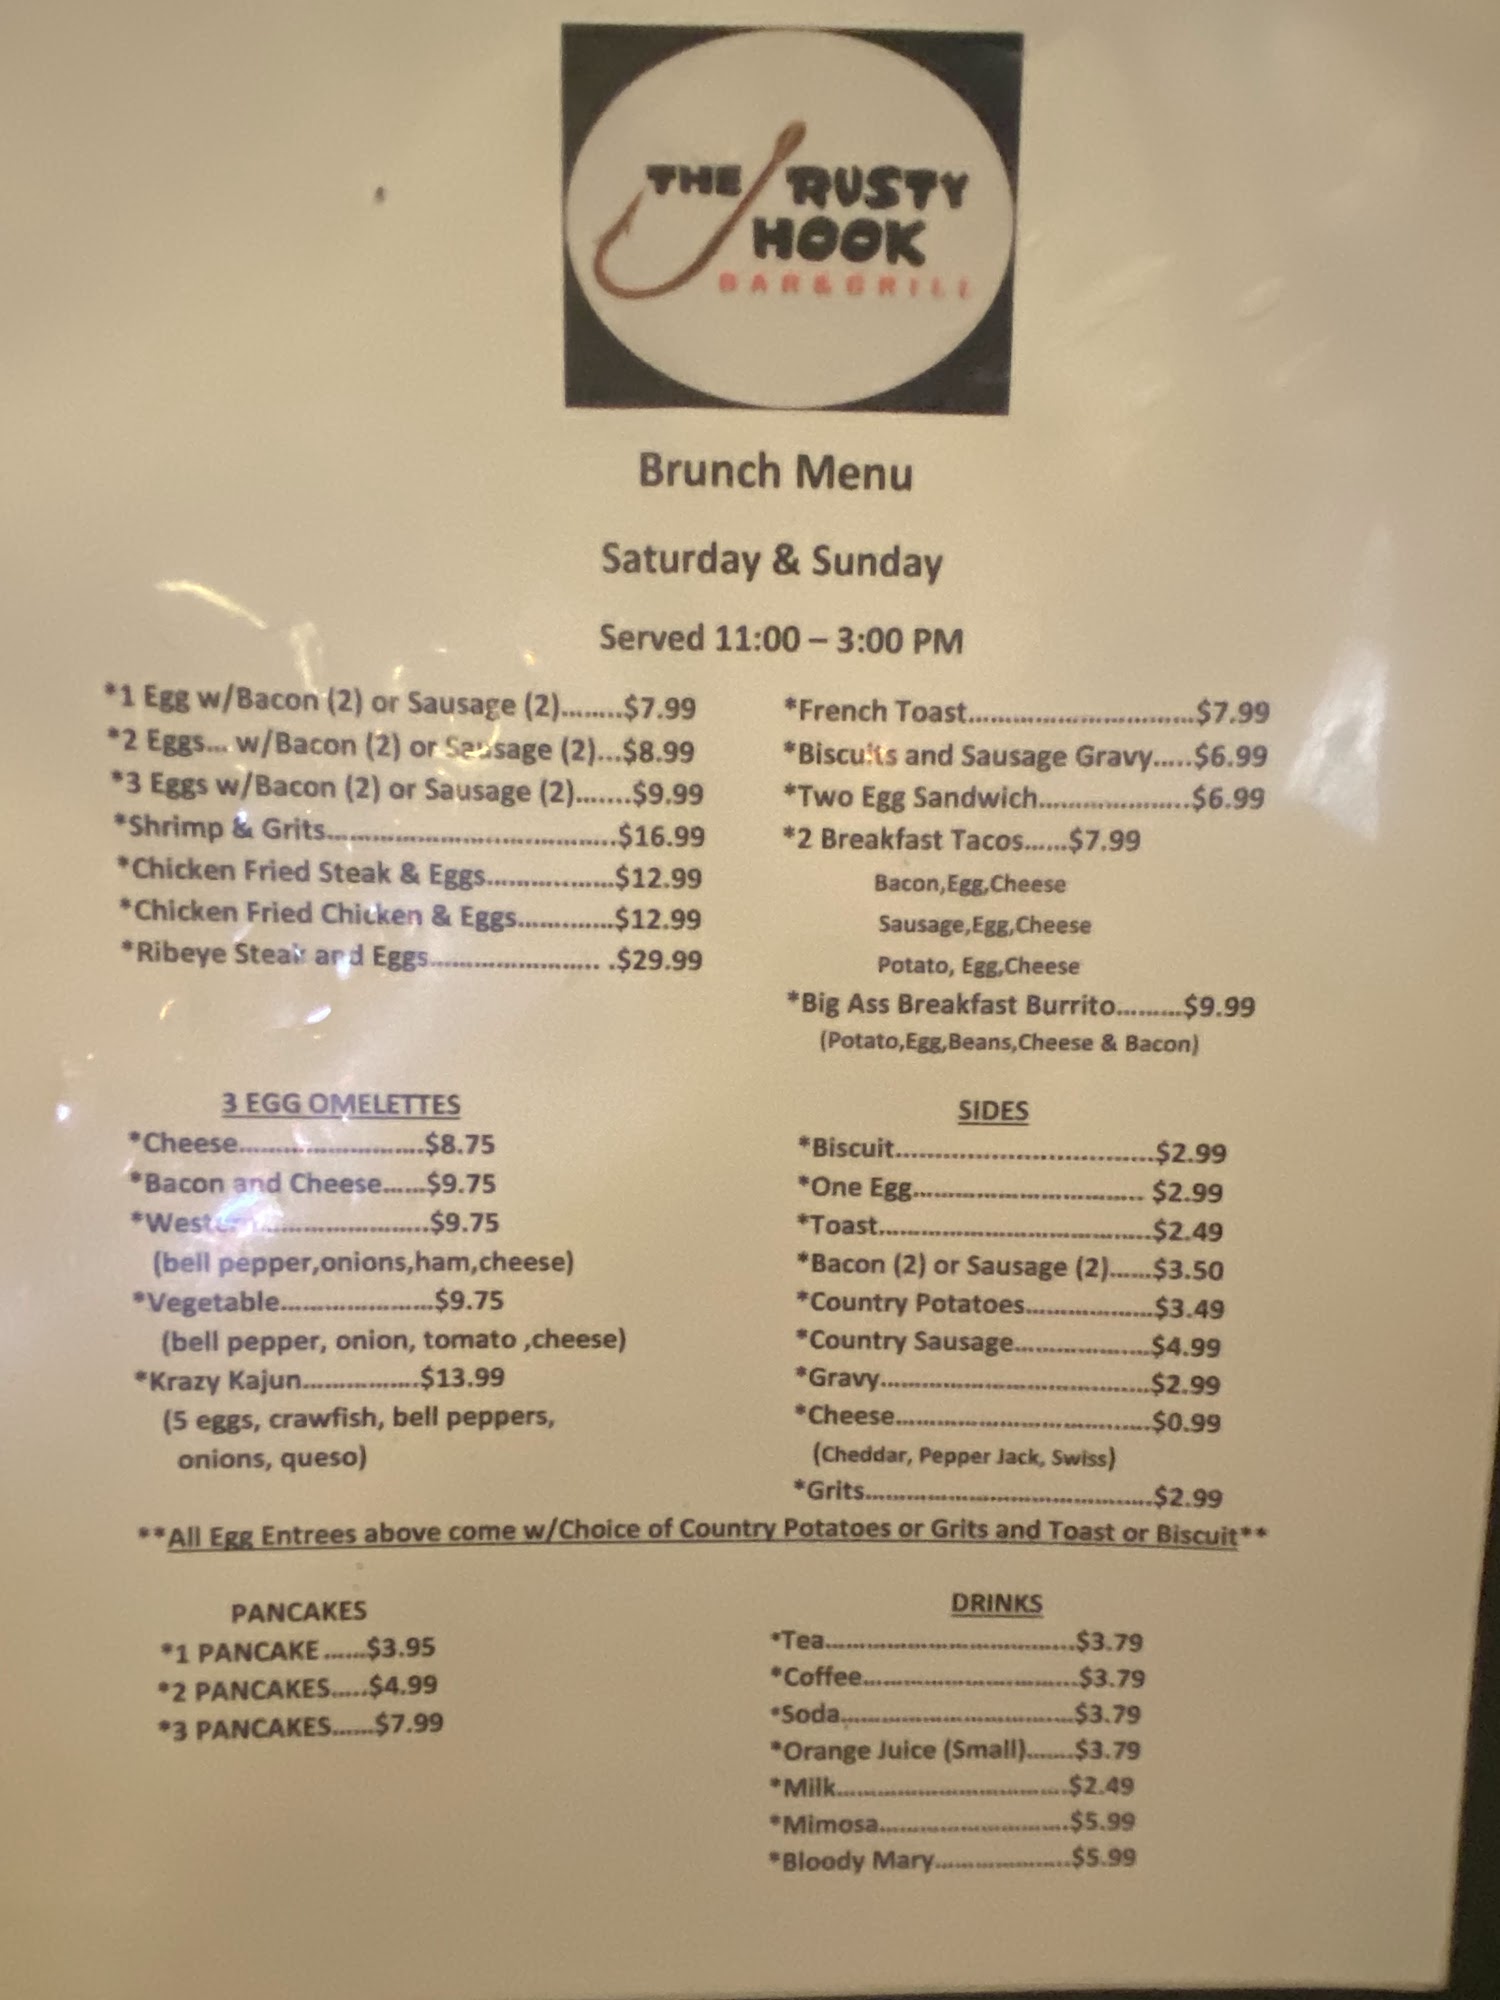 THE RUSTY
HOOK
BAR & GRILL
Brunch Menu
Saturday & Sunday
Served 11:00 – 3:00 PM
*1 Egg w/Bacon (2) or Sausage (2)........$7.99
*2 Eggs... w/Bacon (2) or Sausage (2)...$8.99
*3 Eggs w/Bacon (2) or Sausage (2).......$9.99
*Shrimp & Grits..................................$16.99
*Chicken Fried Steak & Eggs................$12.99
*Chicken Fried Chicken & Eggs.............$12.99
*Ribeye Steak and Eggs...................... .$29.99
*French Toast.............................$7.99
*Biscuits and Sausage Gravy.....$6.99
*Two Egg Sandwich....................$6.99
*2 Breakfast Tacos......$7.99
Bacon,Egg,Cheese
Sausage,Egg,Cheese
Potato, Egg,Cheese
*Big Ass Breakfast Burrito.........$9.99
(Potato,Egg,Beans,Cheese & Bacon)
3 EGG OMELETTES
*Cheese.........................$8.75
*Bacon and Cheese......$9.75
*Western.......................$9.75
(bell pepper,onions,ham,cheese)
*Vegetable.....................$9.75
(bell pepper, onion, tomato ,cheese)
*Krazy Kajun................$13.99
(5 eggs, crawfish, bell peppers,
onions, queso)
SIDES
*Biscuit...................................$2.99
*One Egg............................... $2.99
*Toast.....................................$2.49
*Bacon (2) or Sausage (2)......$3.50
*Country Potatoes.................$3.49
*Country Sausage..................$4.99
*Gravy....................................$2.99
*Cheese..................................$0.99
(Cheddar, Pepper Jack, Swiss)
*Grits.......................................$2.99
**All Egg Entrees above come w/Choice of Country Potatoes or Grits and Toast or Biscuit**
PANCAKES
*1 PANCAKE ......$3.95
*2 PANCAKES.....$4.99
*3 PANCAKES......$7.99
DRINKS
*Tea..................................$3.79
*Coffee.............................$3.79
*Soda................................$3.79
*Orange Juice (Small).......$3.79
*Milk................................$2.49
*Mimosa..........................$5.99
*Bloody Mary...................$5.99